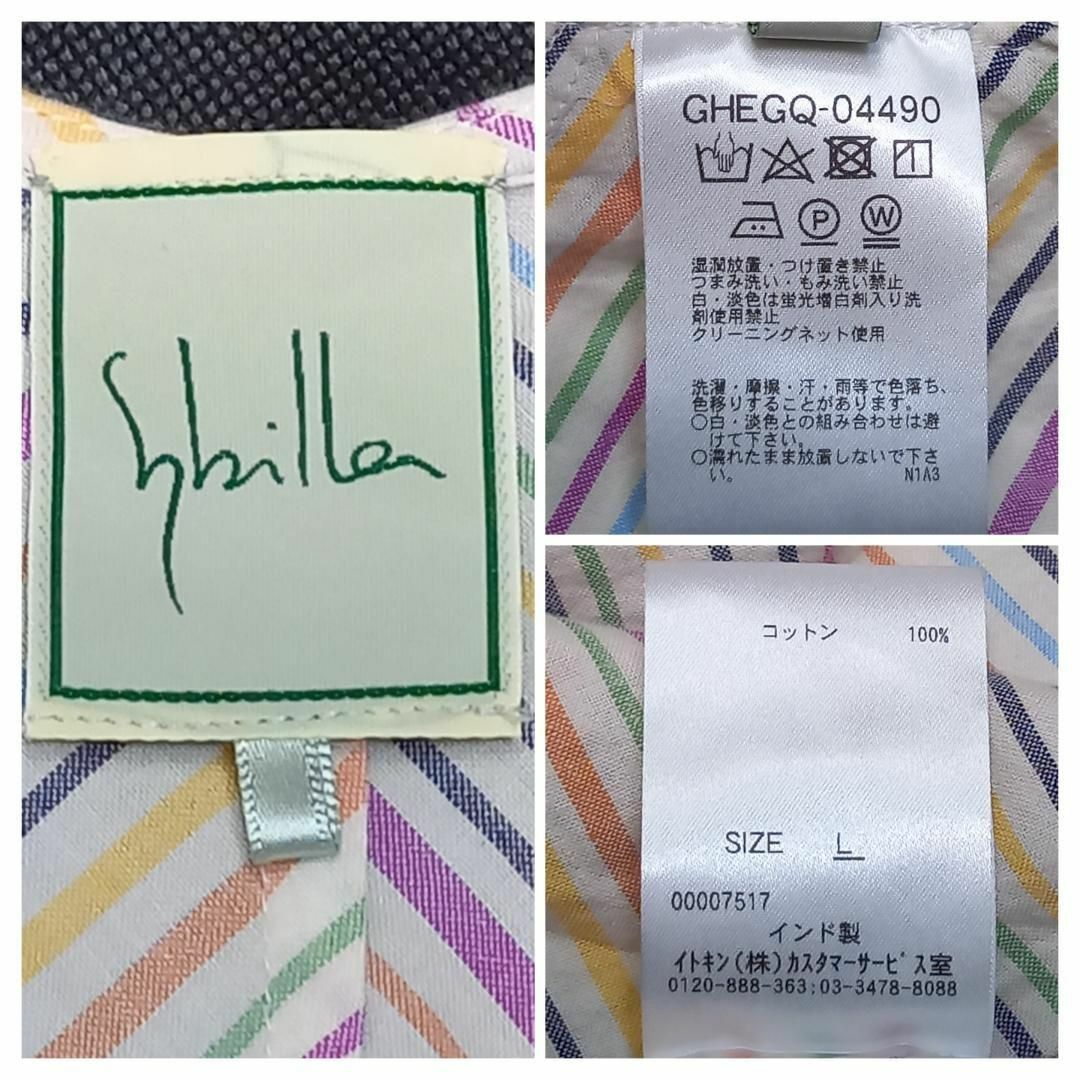 Sybilla
GHEGQ-04490
P W
湿潤放置・つけ置き禁止
つまみ洗い・もみ洗い禁止
白・淡色は蛍光増白剤入り洗
剤使用禁止
クリーニングネット使用
洗濯・摩擦・汗・雨等で色落ち、
色移りすることがあります。
○白・淡色との組み合わせは避
けて下さい。
○濡れたまま放置しないで下さ
い。 N1A3
コットン 100%
SIZE L
00007517
インド製
イトキン(株)カスタマーサービス室
0120-888-363;03-3478-8088